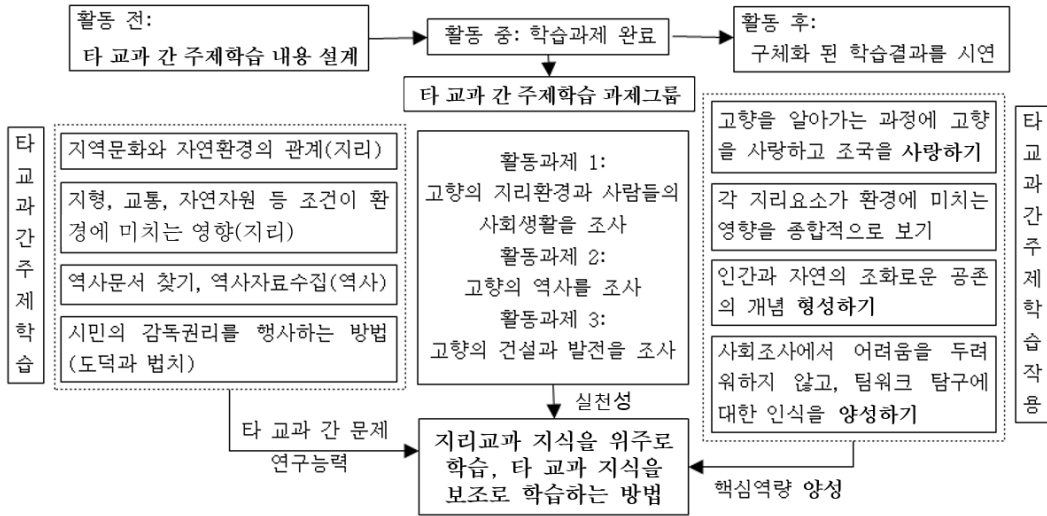 활동 전:
타 교과 간 주제학습 내용 설계
활동 중: 학습과제 완료
활동 후:
구체화 된 학습결과를 시연
타 교과 간 주제학습 과제그룹
타
교
과
간
주
제
학
습
지역문화와 자연환경의 관계(지리)
지형, 교통, 자연자원 등 조건이 환
경에 미치는 영향(지리)
역사문서 찾기, 역사자료수집(역사)
시민의 감독권리를 행사하는 방법
(도덕과 법치)
활동과제 1:
고향의 지리환경과 사람들의
사회생활을 조사
활동과제 2:
고향의 역사를 조사
활동과제 3:
고향의 건설과 발전을 조사
고향을 알아가는 과정에 고향
을 사랑하고 조국을 사랑하기
각 지리요소가 환경에 미치는
영향을 종합적으로 보기
인간과 자연의 조화로운 공존
의 개념 형성하기
사회조사에서 어려움을 두려
워하지 않고, 팀워크 탐구에
대한 인식을 양성하기
타
교
과
간
주
제
학
습
작
용
타 교과 간 문제
연구능력
실천성
지리교과 지식을 위주로
학습, 타 교과 지식을
보조로 학습하는 방법
핵심역량 양성